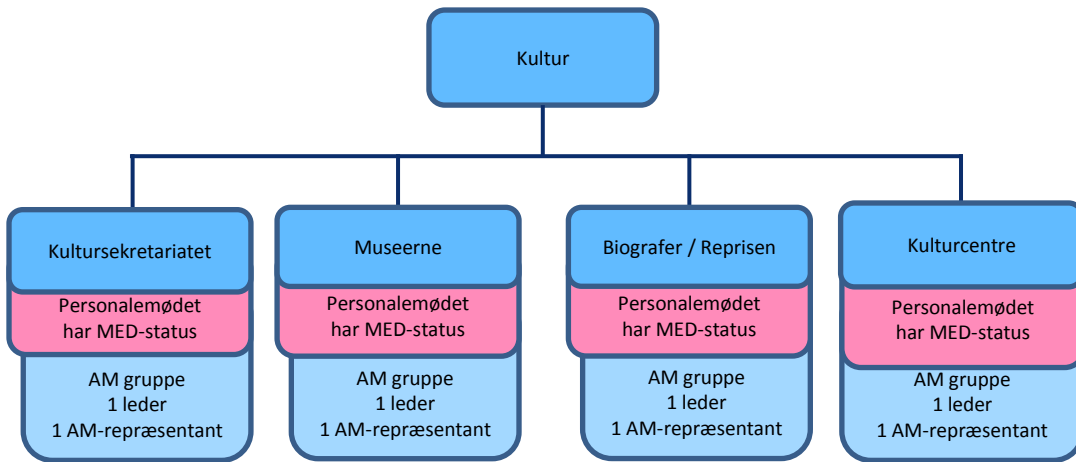 Kultur
Kultursekretariatet
Personalemødet
har MED-status
AM gruppe
1 leder
1 AM-repræsentant
Museerne
Personalemødet
har MED-status
AM gruppe
1 leder
1 AM-repræsentant
Biografer / Reprisen
Personalemødet
har MED-status
AM gruppe
1 leder
1 AM-repræsentant
Kulturcentre
Personalemødet
har MED-status
AM gruppe
1 leder
1 AM-repræsentant